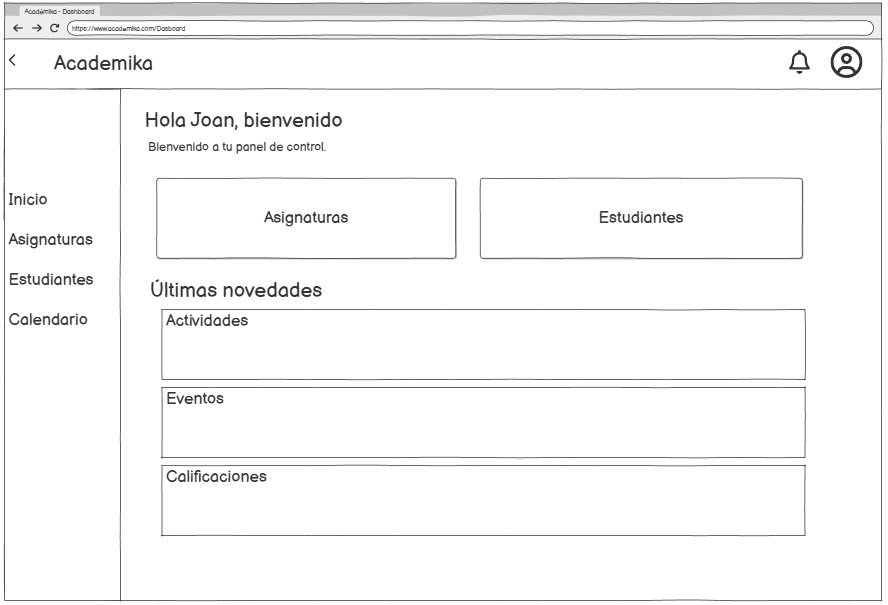 Académika - Dashboard
https://www.academika.com/Dasboard
Academika
Hola Joan, bienvenido
Bienvenido a tu panel de control.
Inicio
Asignaturas
Estudiantes
Calendario
Asignaturas
Estudiantes
Últimas novedades
Actividades
Eventos
Calificaciones